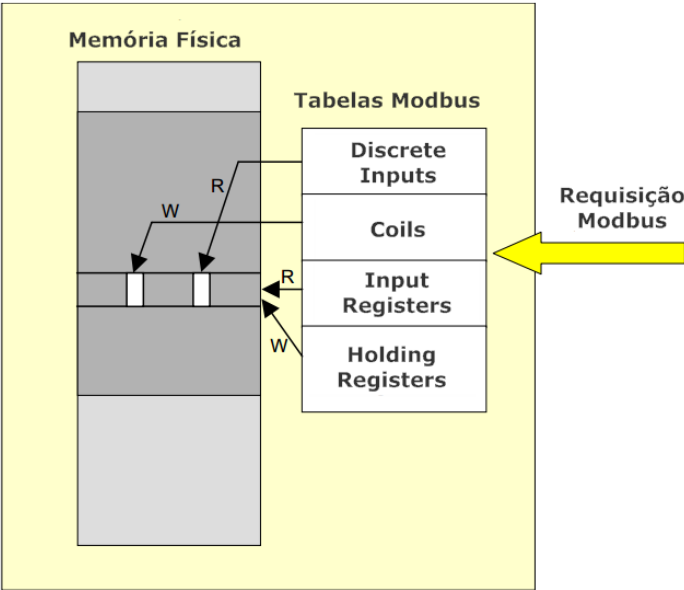 Memória Física
Tabelas Modbus
Discrete
Inputs
R
W
Coils
Requisição
Modbus
R
Input
Registers
W
Holding
Registers